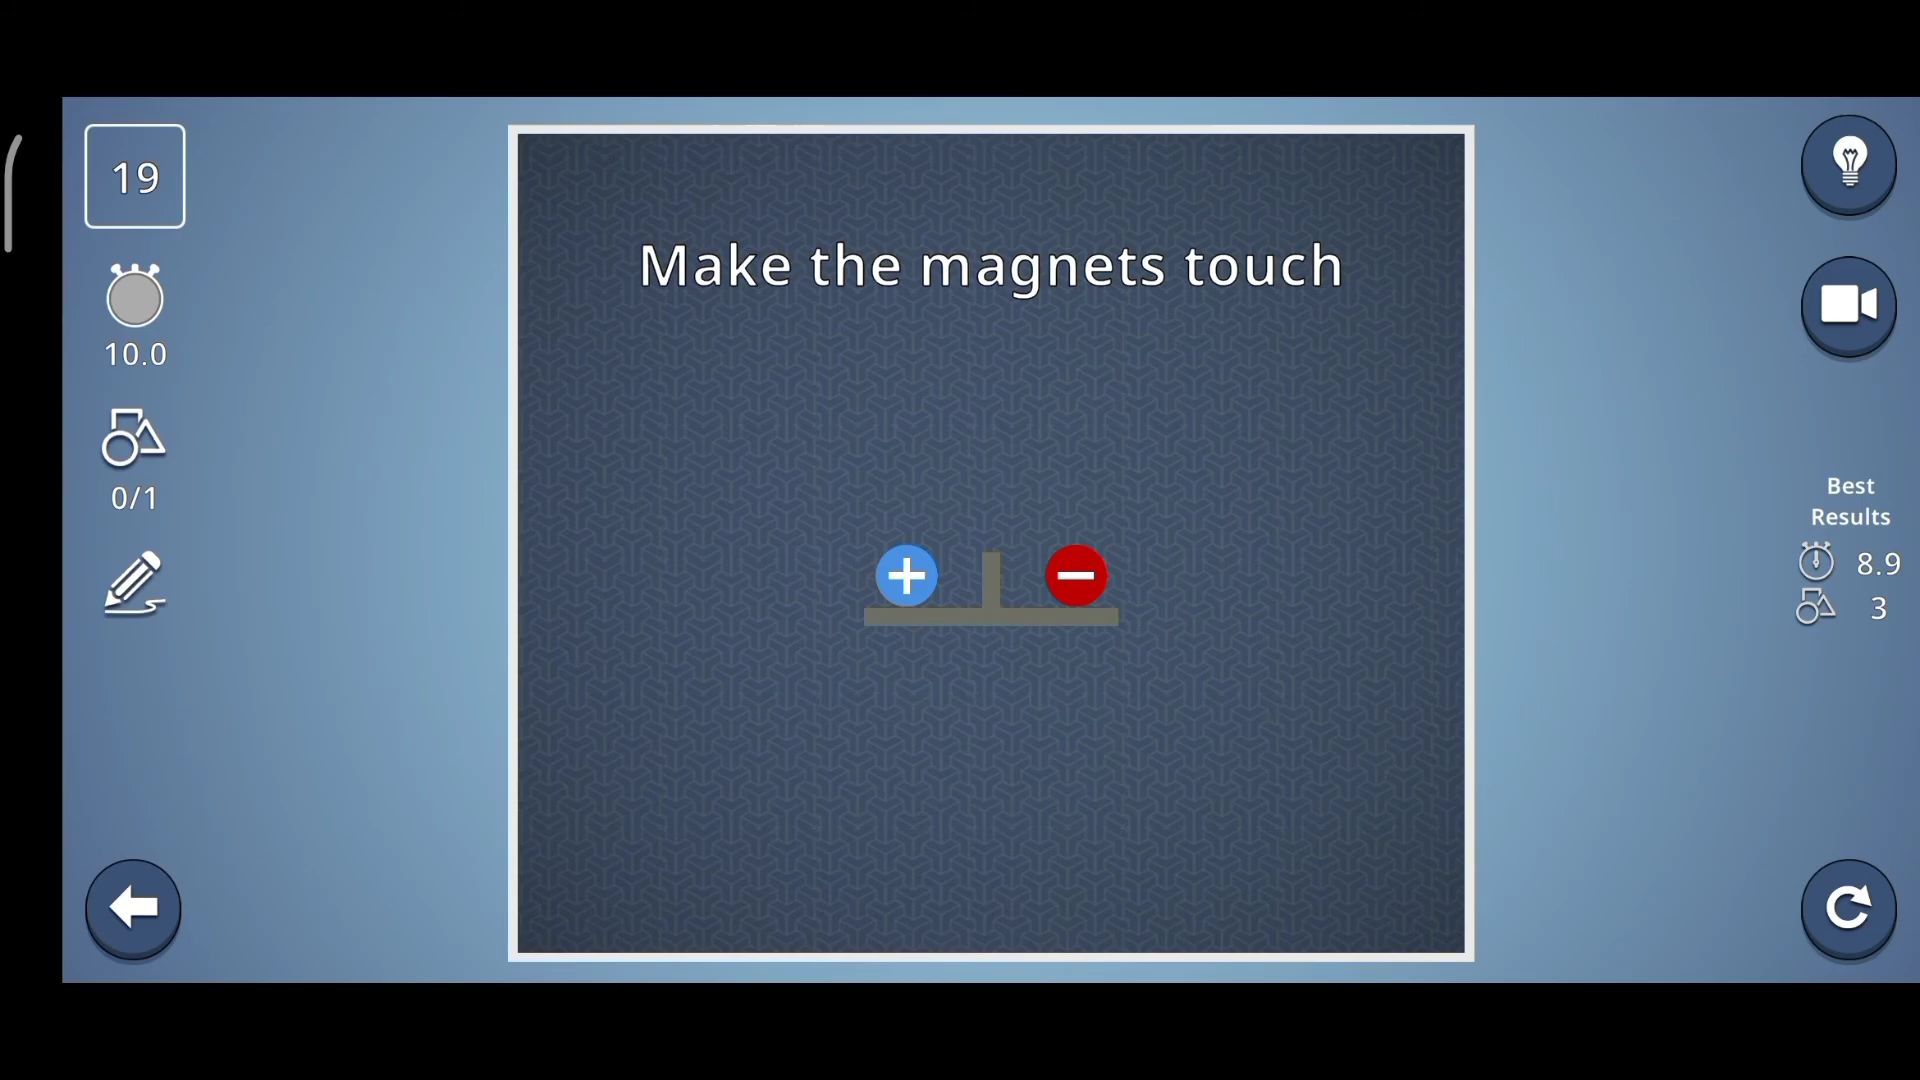 19
10.0
0/1
Make the magnets touch
+
−
Best
Results
8.9
3